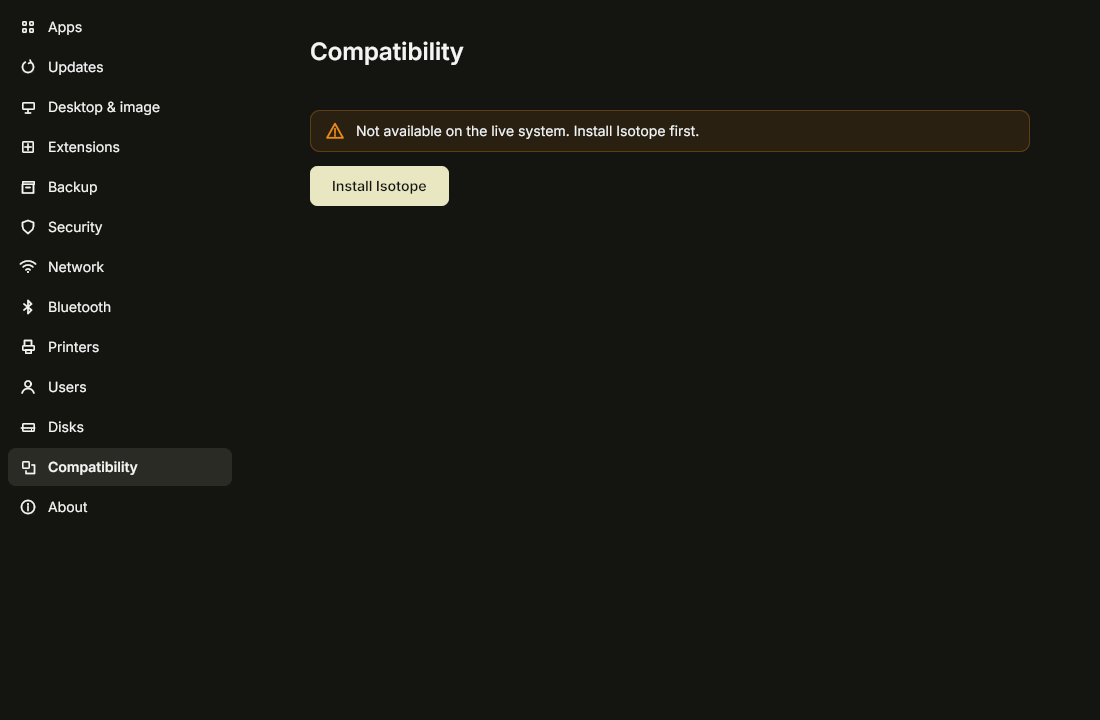 Apps
Updates
Desktop & image
Extensions
Backup
Security
Network
Bluetooth
Printers
Users
Disks
Compatibility
About
Compatibility
Not available on the live system. Install Isotope first.
Install Isotope